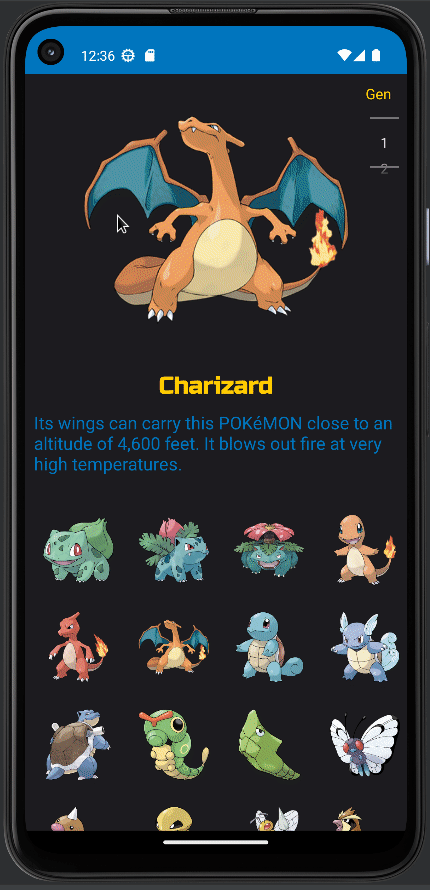 12:36
Gen
1
2
Charizard
Its wings can carry this POKéMON close to an
altitude of 4,600 feet. It blows out fire at very
high temperatures.